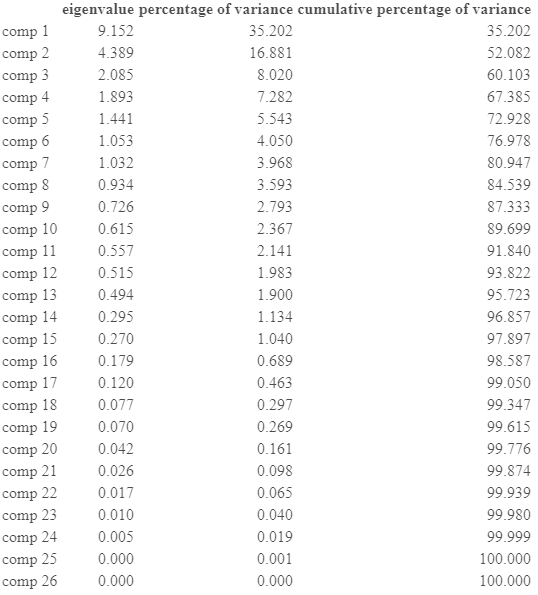 eigenvalue percentage of variance cumulative percentage of variance
comp 1 9.152 35.202 35.202
comp 2 4.389 16.881 52.082
comp 3 2.085 8.020 60.103
comp 4 1.893 7.282 67.385
comp 5 1.441 5.543 72.928
comp 6 1.053 4.050 76.978
comp 7 1.032 3.968 80.947
comp 8 0.934 3.593 84.539
comp 9 0.726 2.793 87.333
comp 10 0.615 2.367 89.699
comp 11 0.557 2.141 91.840
comp 12 0.515 1.983 93.822
comp 13 0.494 1.900 95.723
comp 14 0.295 1.134 96.857
comp 15 0.270 1.040 97.897
comp 16 0.179 0.689 98.587
comp 17 0.120 0.463 99.050
comp 18 0.077 0.297 99.347
comp 19 0.070 0.269 99.615
comp 20 0.042 0.161 99.776
comp 21 0.026 0.098 99.874
comp 22 0.017 0.065 99.939
comp 23 0.010 0.040 99.980
comp 24 0.005 0.019 99.999
comp 25 0.000 0.001 100.000
comp 26 0.000 0.000 100.000